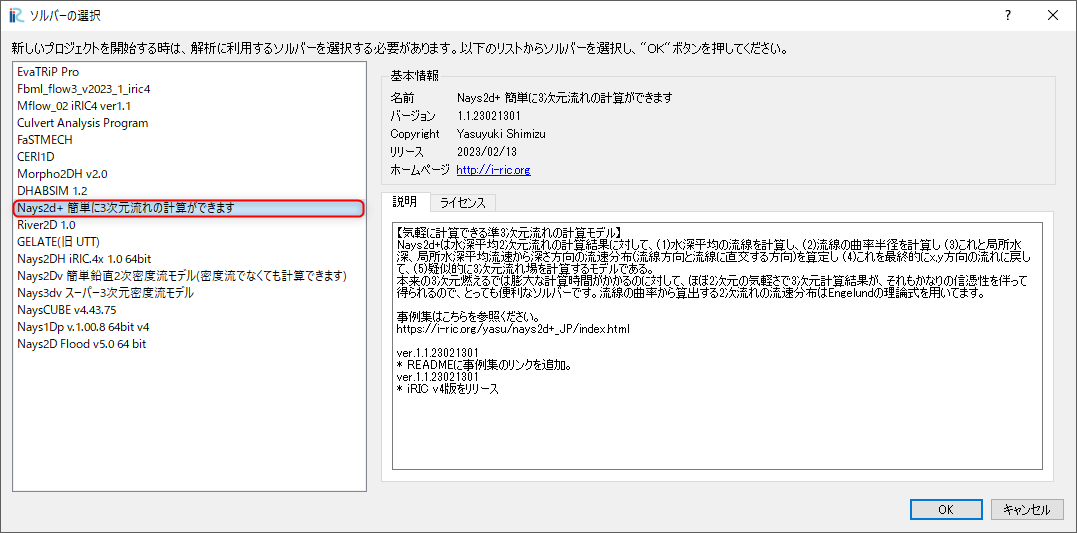 iRIC ソルバーの選択
新しいプロジェクトを開始する時は、解析に利用するソルバーを選択する必要があります。以下のリストからソルバーを選択し、“OK“ボタンを押してください。
EvaTRiP Pro
Fbml_flow3_v2023_1_iric4
Mflow_02 iRIC4 ver1.1
Culvert Analysis Program
FaSTMECH
CERI1D
Morpho2DH v2.0
DHABSIM 1.2
Nays2d+ 簡単に3次元流れの計算ができます
River2D 1.0
GELATE(旧 UTT)
Nays2DH iRIC.4x 1.0 64bit
Nays2Dv 簡単鉛直2次密度流モデル(密度流でなくても計算できます)
Nays3dv スーパー3次元密度流モデル
NaysCUBE v4.43.75
Nays1Dp v.1.00.8 64bit v4
Nays2D Flood v5.0 64 bit
基本情報
名前 Nays2d+ 簡単に3次元流れの計算ができます
バージョン 1.1.23021301
Copyright Yasuyuki Shimizu
リリース 2023/02/13
ホームページ http://i-ric.org
説明 ライセンス
【気軽に計算できる準3次元流れの計算モデル】
Nays2d+は水深平均2次元流れの計算結果に対して、(1)水深平均の流線を計算し、(2)流線の曲率半径を計算し (3)これと局所水
深、局所水深平均流速から深さ方向の流速分布(流線方向と流線に直交する方向)を算定し (4)これを最終的にx,y方向の流れに戻し
て、(5)疑似的に3次元流れ場を計算するモデルである。
本来の3次元燃えるでは膨大な計算時間がかかるのに対して、ほぼ2次元の気軽さで3次元計算結果が、それもかなりの信憑性を伴って
得られるので、とっても便利なソルバーです。流線の曲率から算出する2次流れの流速分布はEngelundの理論式を用いてます。
事例集はこちらを参照ください。
https://i-ric.org/yasu/nays2d+_JP/index.html
ver.1.1.23021301
* READMEに事例集のリンクを追加。
ver.1.1.23021301
* iRIC v4版をリリース
OK キャンセル